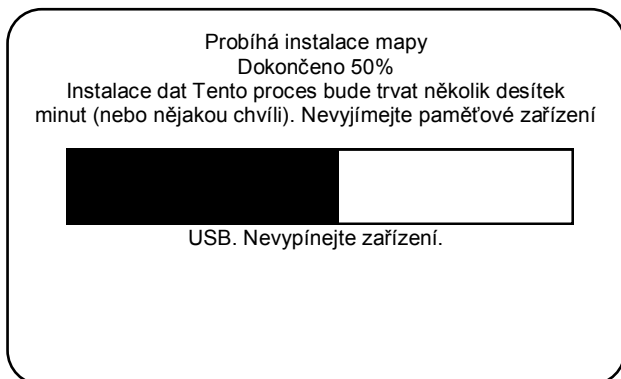 Probíhá instalace mapy
Dokončeno 50%
Instalace dat Tento proces bude trvat několik desítek
minut (nebo nějakou chvíli). Nevyjímejte paměťové zařízení
USB. Nevypínejte zařízení.